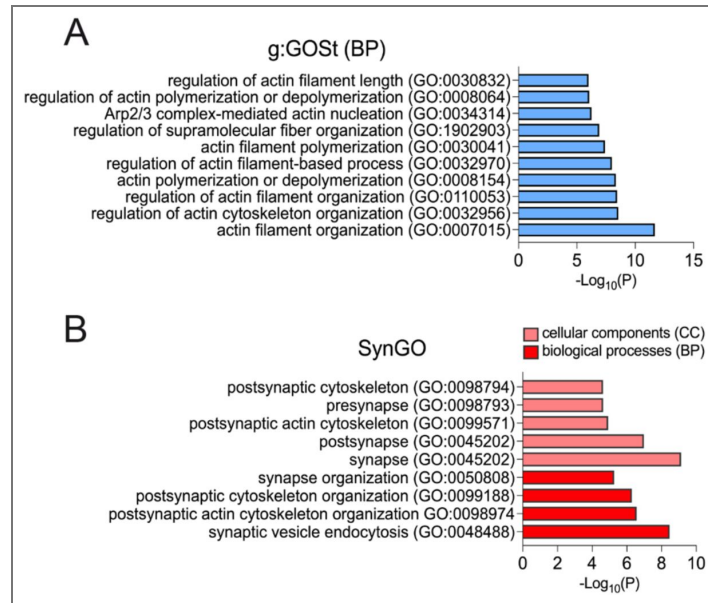 A
g:GOSt (BP)
regulation of actin filament length (GO:0030832)
regulation of actin polymerization or depolymerization (GO:0008064)
Arp2/3 complex-mediated actin nucleation (GO:0034314)
regulation of supramolecular fiber organization (GO:1902903)
actin filament polymerization (GO:0030041)
regulation of actin filament-based process (GO:0032970)
actin polymerization or depolymerization (GO:0008154)
regulation of actin filament organization (GO:0110053)
regulation of actin cytoskeleton organization (GO:0032956)
actin filament organization (GO:0007015)
0 5 10 15
-Log10(P)
B
SynGO
cellular components (CC)
biological processes (BP)
postsynaptic cytoskeleton (GO:0098794)
presynapse (GO:0098793)
postsynaptic actin cytoskeleton (GO:0099571)
postsynapse (GO:0045202)
synapse (GO:0045202)
synapse organization (GO:0050808)
postsynaptic cytoskeleton organization (GO:0099188)
postsynaptic actin cytoskeleton organization GO:0098974
synaptic vesicle endocytosis (GO:0048488)
0 2 4 6 8 10
-Log10(P)